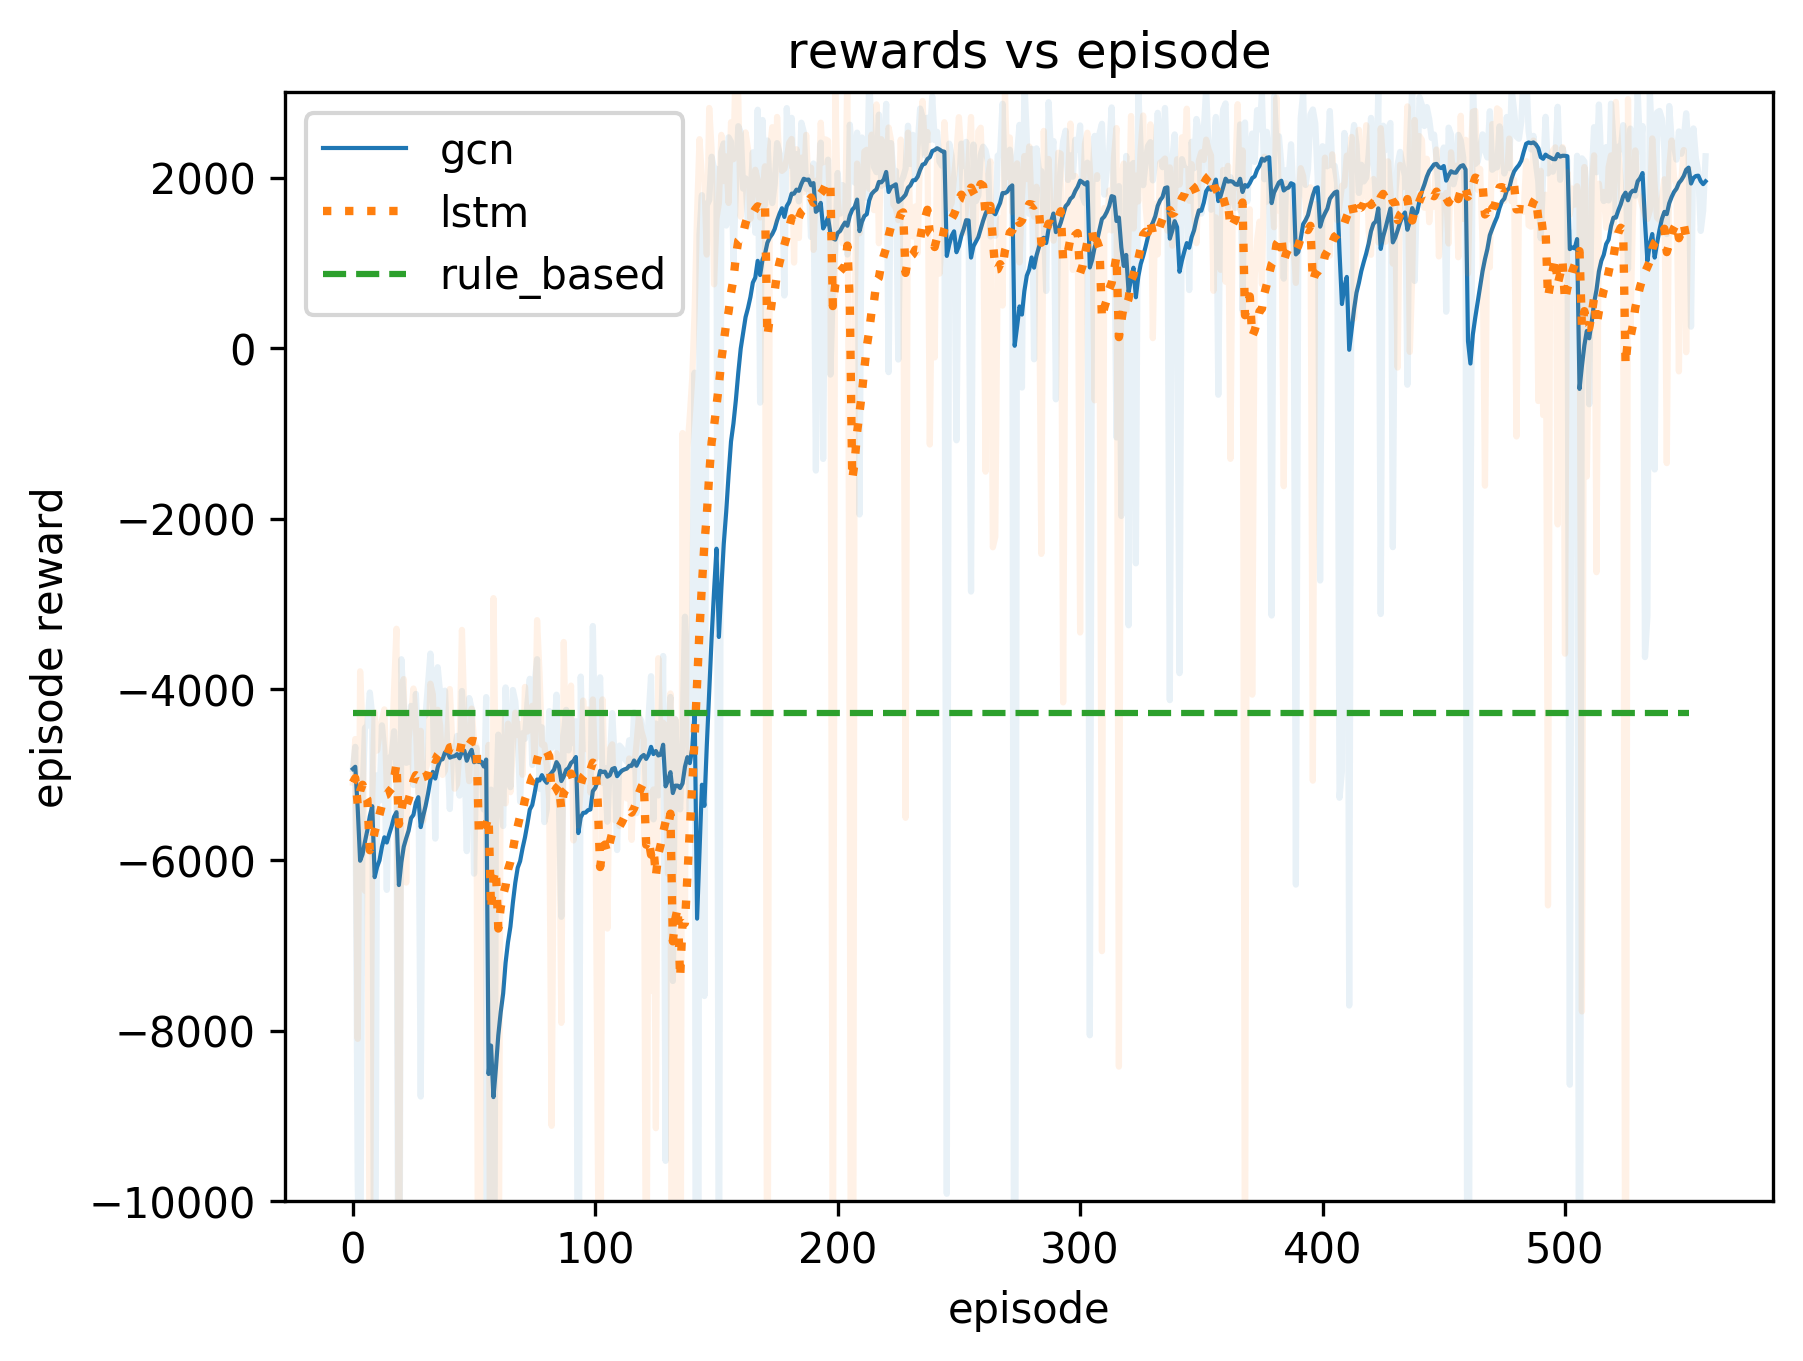 rewards vs episode
gcn
lstm
rule_based
2000
0
−2000
−4000
−6000
−8000
−10000
episode reward
0 100 200 300 400 500
episode